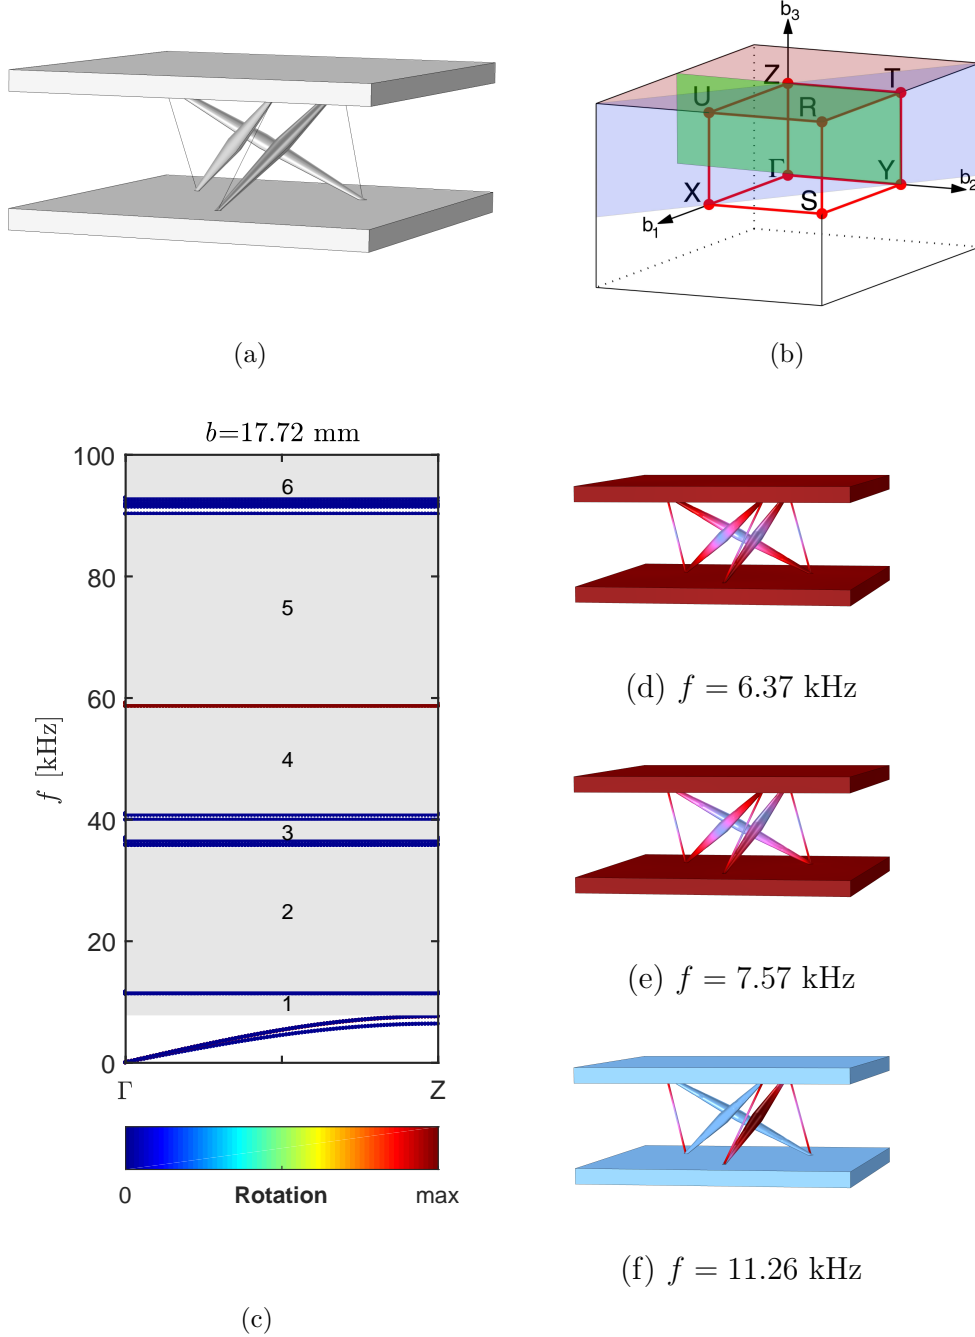 b3
Z
T
U
R
Γ
Y
b2
X
S
b1
(a)
(b)
b=17.72 mm
100
6
80
5
60
f [kHz]
4
40
3
2
20
1
0
Γ
Z
0
Rotation
max
(c)
(d) f = 6.37 kHz
(e) f = 7.57 kHz
(f) f = 11.26 kHz